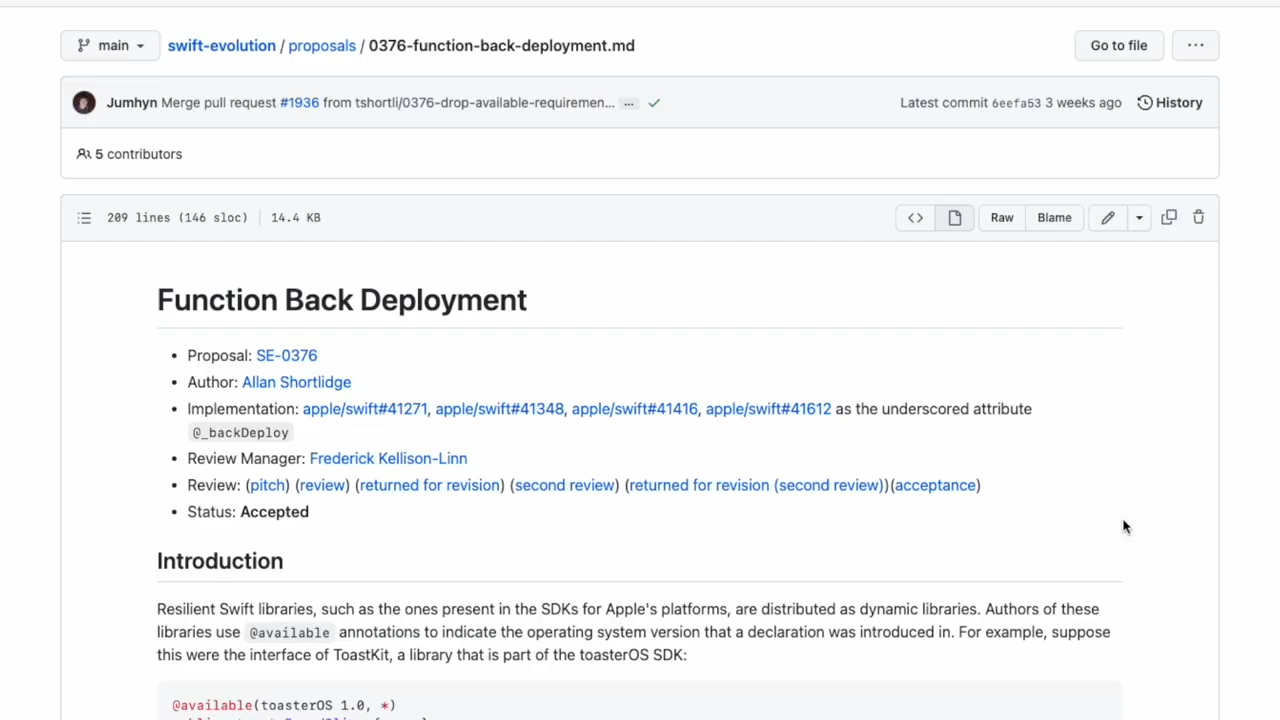 main
swift-evolution / proposals / 0376-function-back-deployment.md
Go to file
...
Jumhyn Merge pull request #1936 from tshortli/0376-drop-available-requiremen... ...
Latest commit 6eefa53 3 weeks ago
History
5 contributors
209 lines (146 sloc)
14.4 KB
Raw
Blame
Function Back Deployment
• Proposal: SE-0376
• Author: Allan Shortlidge
• Implementation: apple/swift#41271, apple/swift#41348, apple/swift#41416, apple/swift#41612 as the underscored attribute
@_backDeploy
• Review Manager: Frederick Kellison-Linn
• Review: (pitch) (review) (returned for revision) (second review) (returned for revision (second review))(acceptance)
• Status: Accepted
Introduction
Resilient Swift libraries, such as the ones present in the SDKs for Apple's platforms, are distributed as dynamic libraries. Authors of these
libraries use @available annotations to indicate the operating system version that a declaration was introduced in. For example, suppose
this were the interface of ToastKit, a library that is part of the toasterOS SDK:
@available(toasterOS 1.0, *)